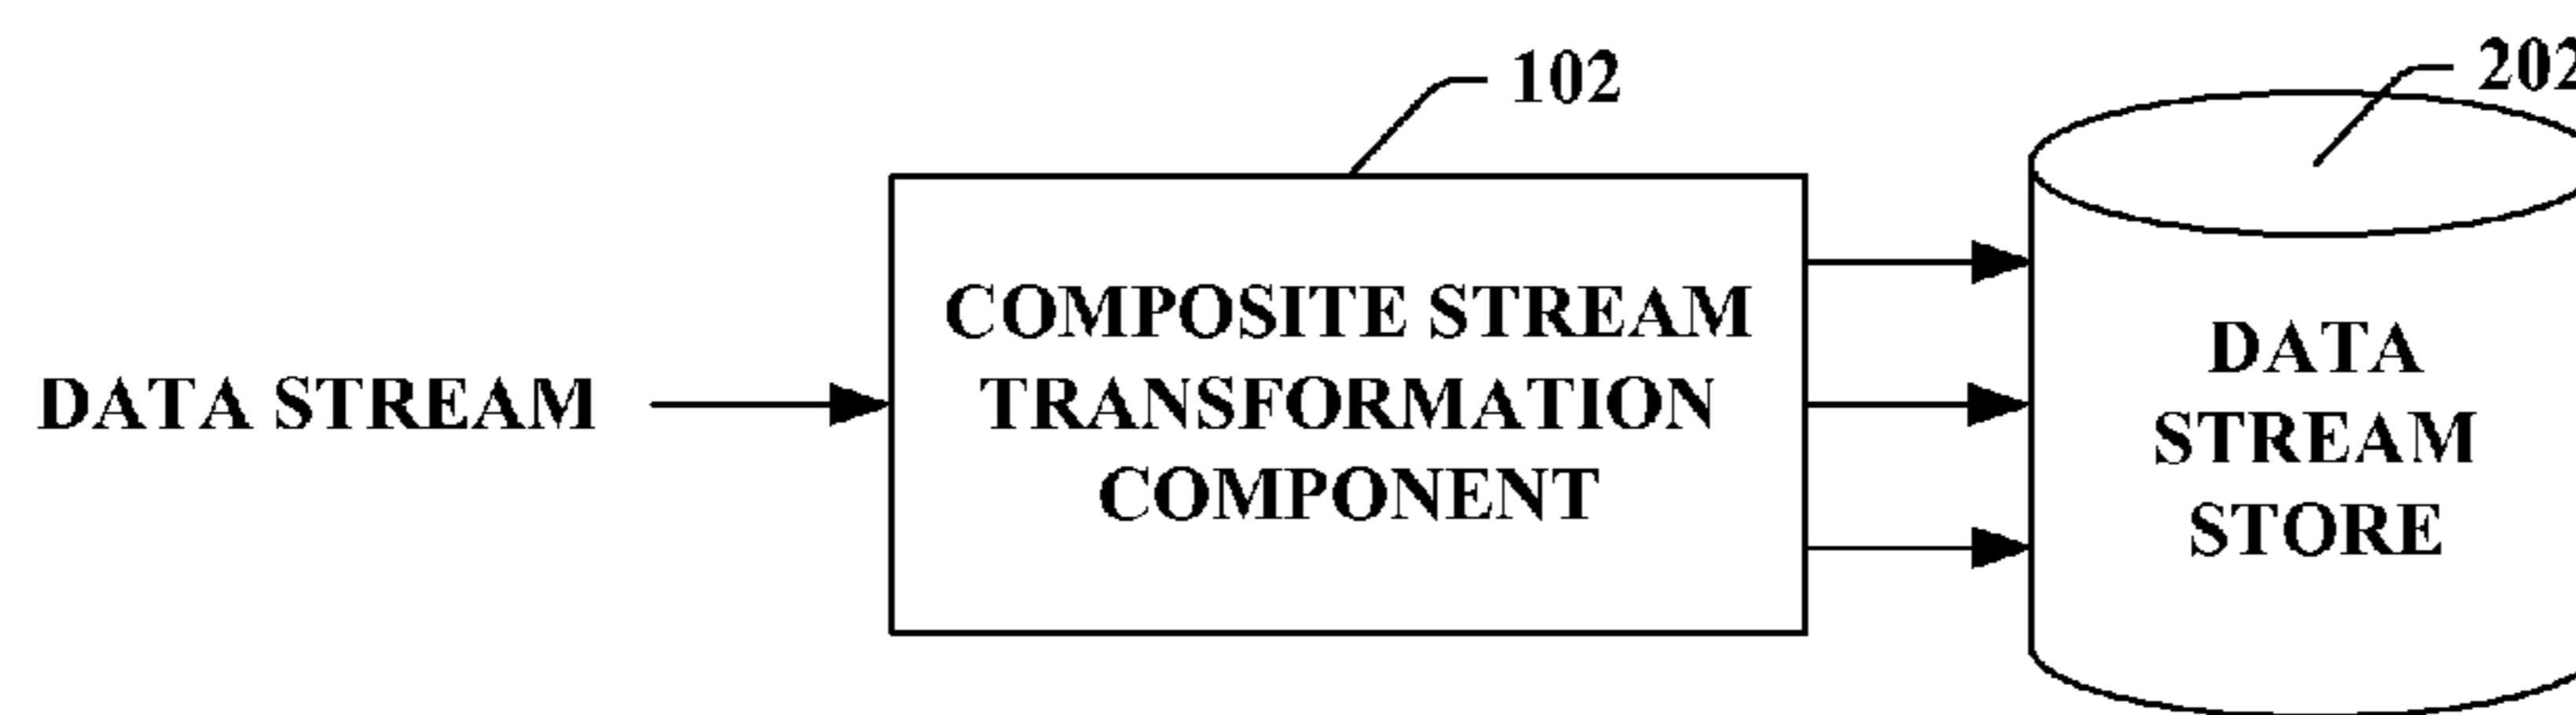 102
202
DATA STREAM
COMPOSITE STREAM
TRANSFORMATION
COMPONENT
DATA
STREAM
STORE